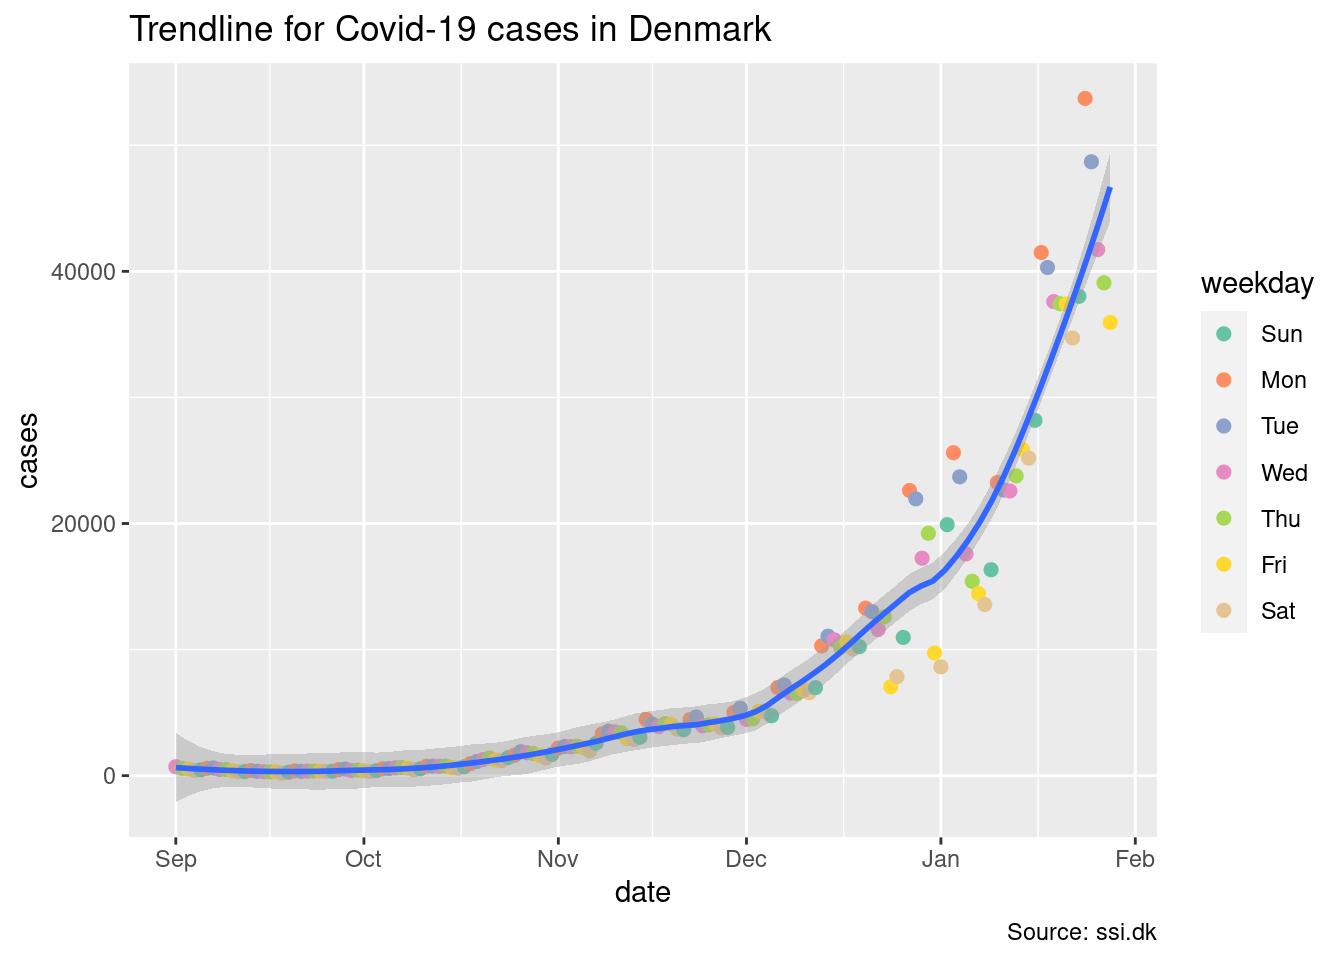 Trendline for Covid-19 cases in Denmark
cases
40000
20000
0
Sep Oct Nov Dec Jan Feb
date
weekday
Sun
Mon
Tue
Wed
Thu
Fri
Sat
Source: ssi.dk